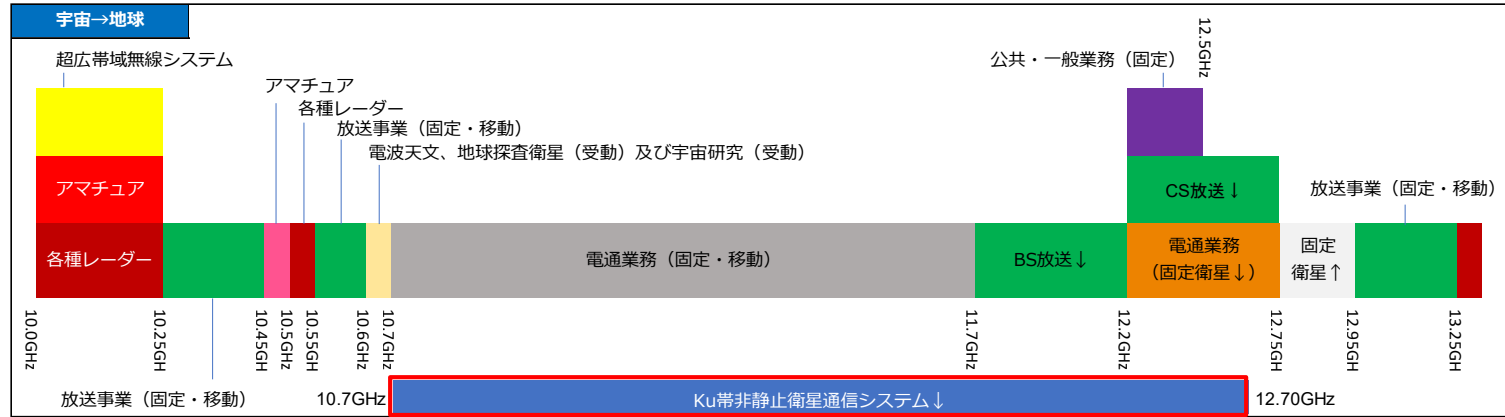 宇宙→地球
超広帯域無線システム
アマチュア
各種レーダー
放送事業（固定・移動）
電波天文、地球探査衛星（受動）及び宇宙研究（受動）
公共・一般業務（固定）
12.5GHz
アマチュア
CS放送↓
放送事業（固定・移動）
各種レーダー
電通業務（固定・移動）
BS放送↓
電通業務
（固定衛星↓）
固定
衛星↑
10.0GHz
10.25GH
10.45GH
10.5GHz
10.55GH
10.6GHz
10.7GHz
11.7GHz
12.2GHz
12.75GH
12.95GH
13.25GH
放送事業（固定・移動）
10.7GHz
Ku帯非静止衛星通信システム↓
12.70GHz